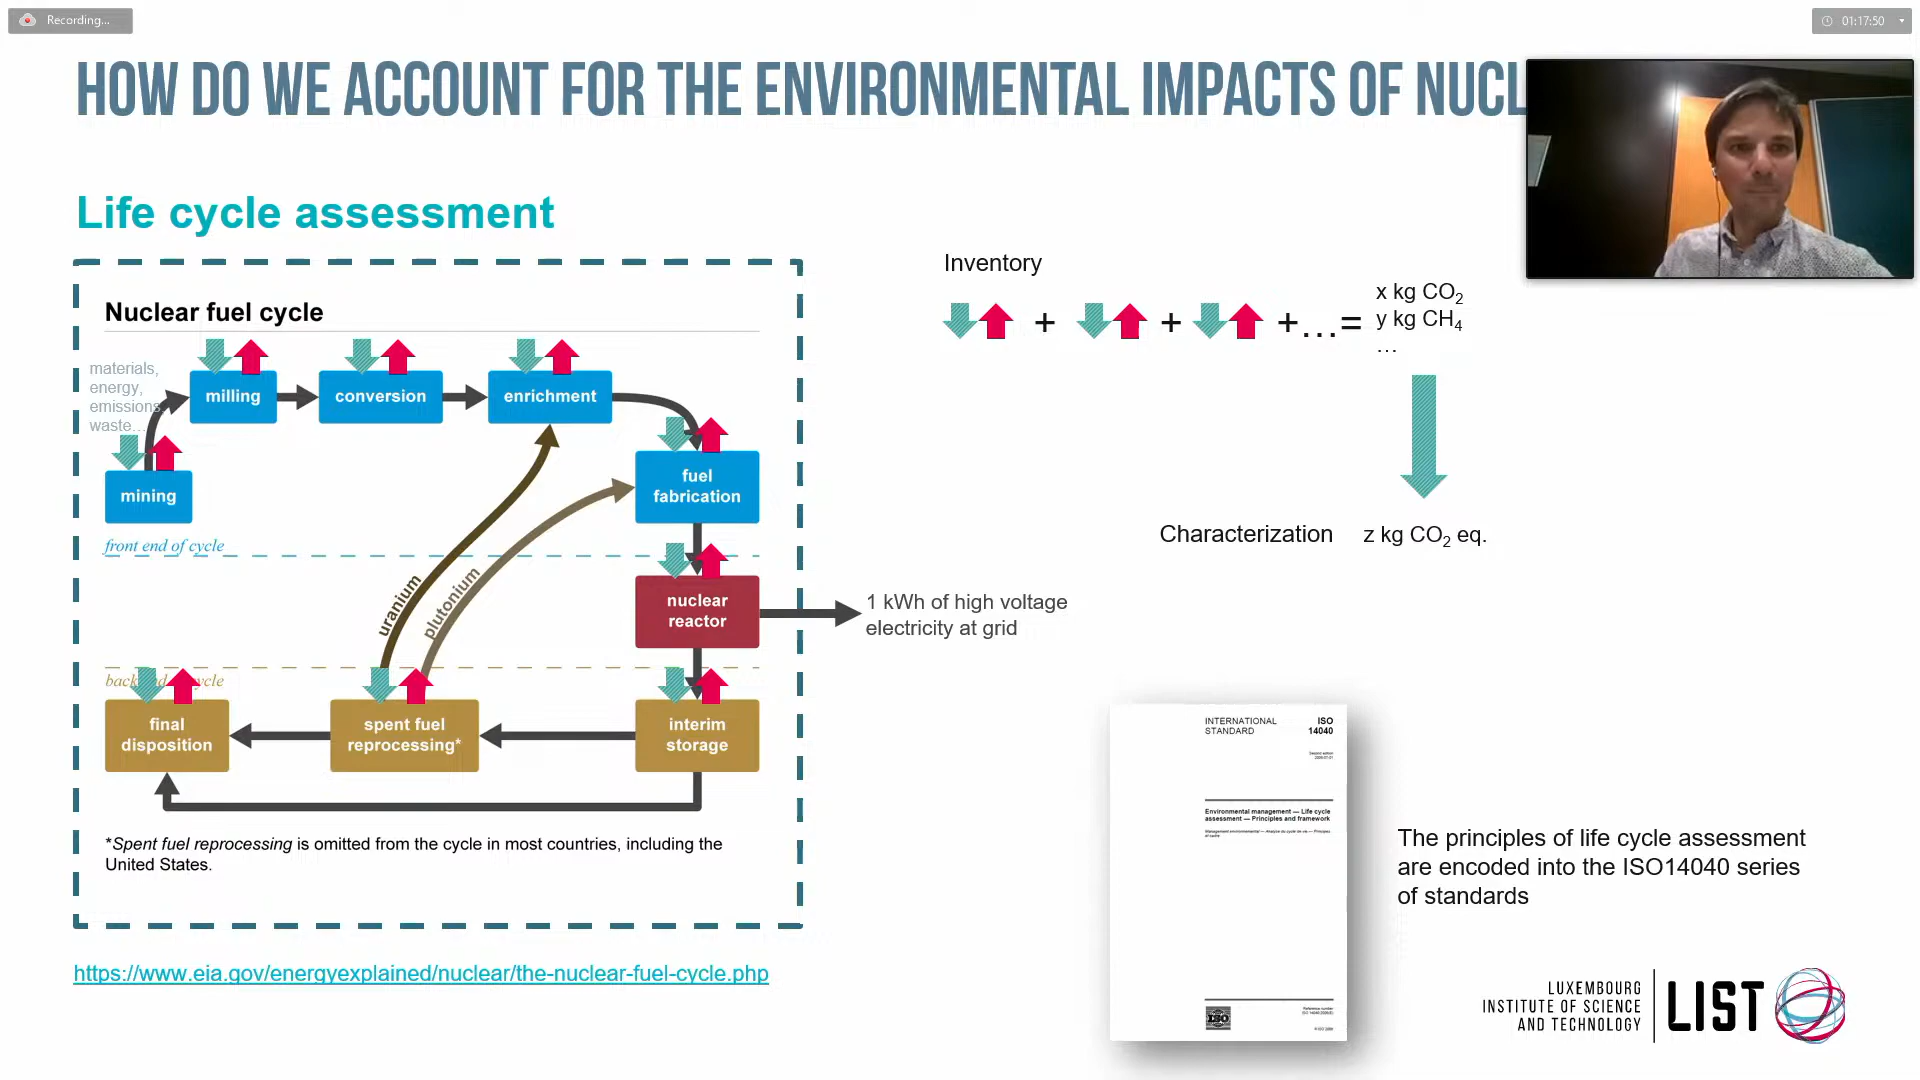 Recording...
01:17:50
HOW DO WE ACCOUNT FOR THE ENVIRONMENTAL IMPACTS OF NUCL
Life cycle assessment
Nuclear fuel cycle
materials,
energy,
emissions,
waste...
milling
conversion
enrichment
mining
fuel
fabrication
front end of cycle
uranium
plutonium
nuclear
reactor
1 kWh of high voltage
electricity at grid
final
disposition
spent fuel
reprocessing*
interim
storage
*Spent fuel reprocessing is omitted from the cycle in most countries, including the
United States.
https://www.eia.gov/energyexplained/nuclear/the-nuclear-fuel-cycle.php
Inventory
+ + +...=
x kg CO2
y kg CH4
...
Characterization z kg CO2 eq.
INTERNATIONAL ISO
STANDARD 14040
Environmental management — Life cycle
assessment — Principles and framework
ISO
The principles of life cycle assessment
are encoded into the ISO14040 series
of standards
LUXEMBOURG
INSTITUTE OF SCIENCE
AND TECHNOLOGY
LIST